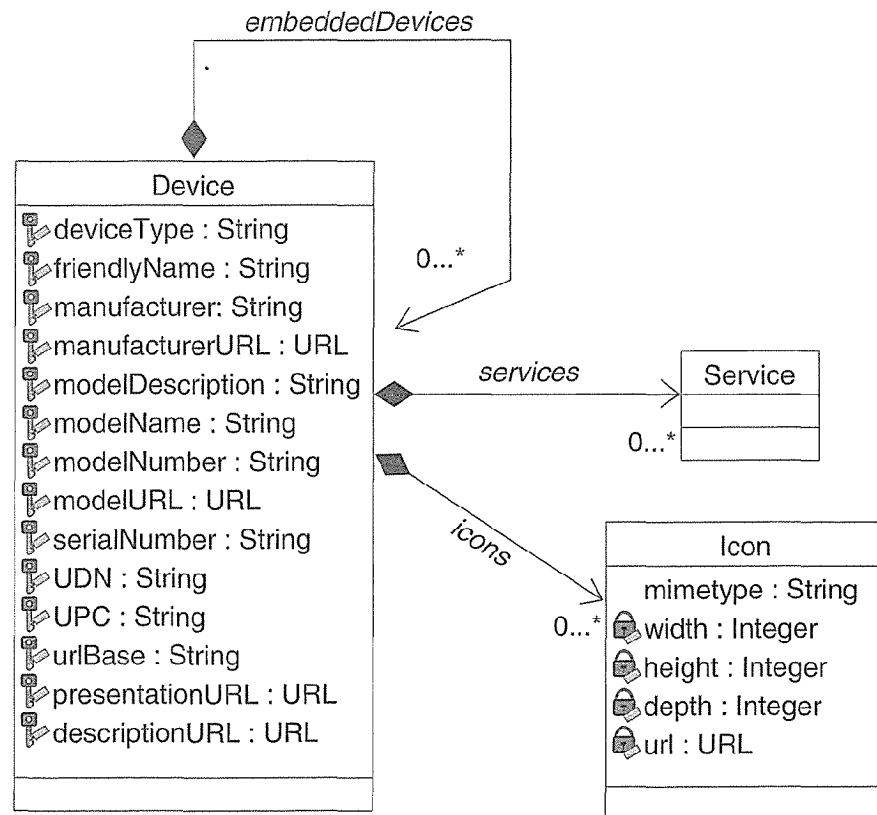 embeddedDevices
Device
deviceType : String
friendlyName : String
manufacturer: String
manufacturerURL : URL
modelDescription : String
modelName : String
modelNumber : String
modelURL : URL
serialNumber : String
UDN : String
UPC : String
urlBase : String
presentationURL : URL
descriptionURL : URL
0...*
services
Service
0...*
icons
0...*
Icon
mimetype : String
width : Integer
height : Integer
depth : Integer
url : URL